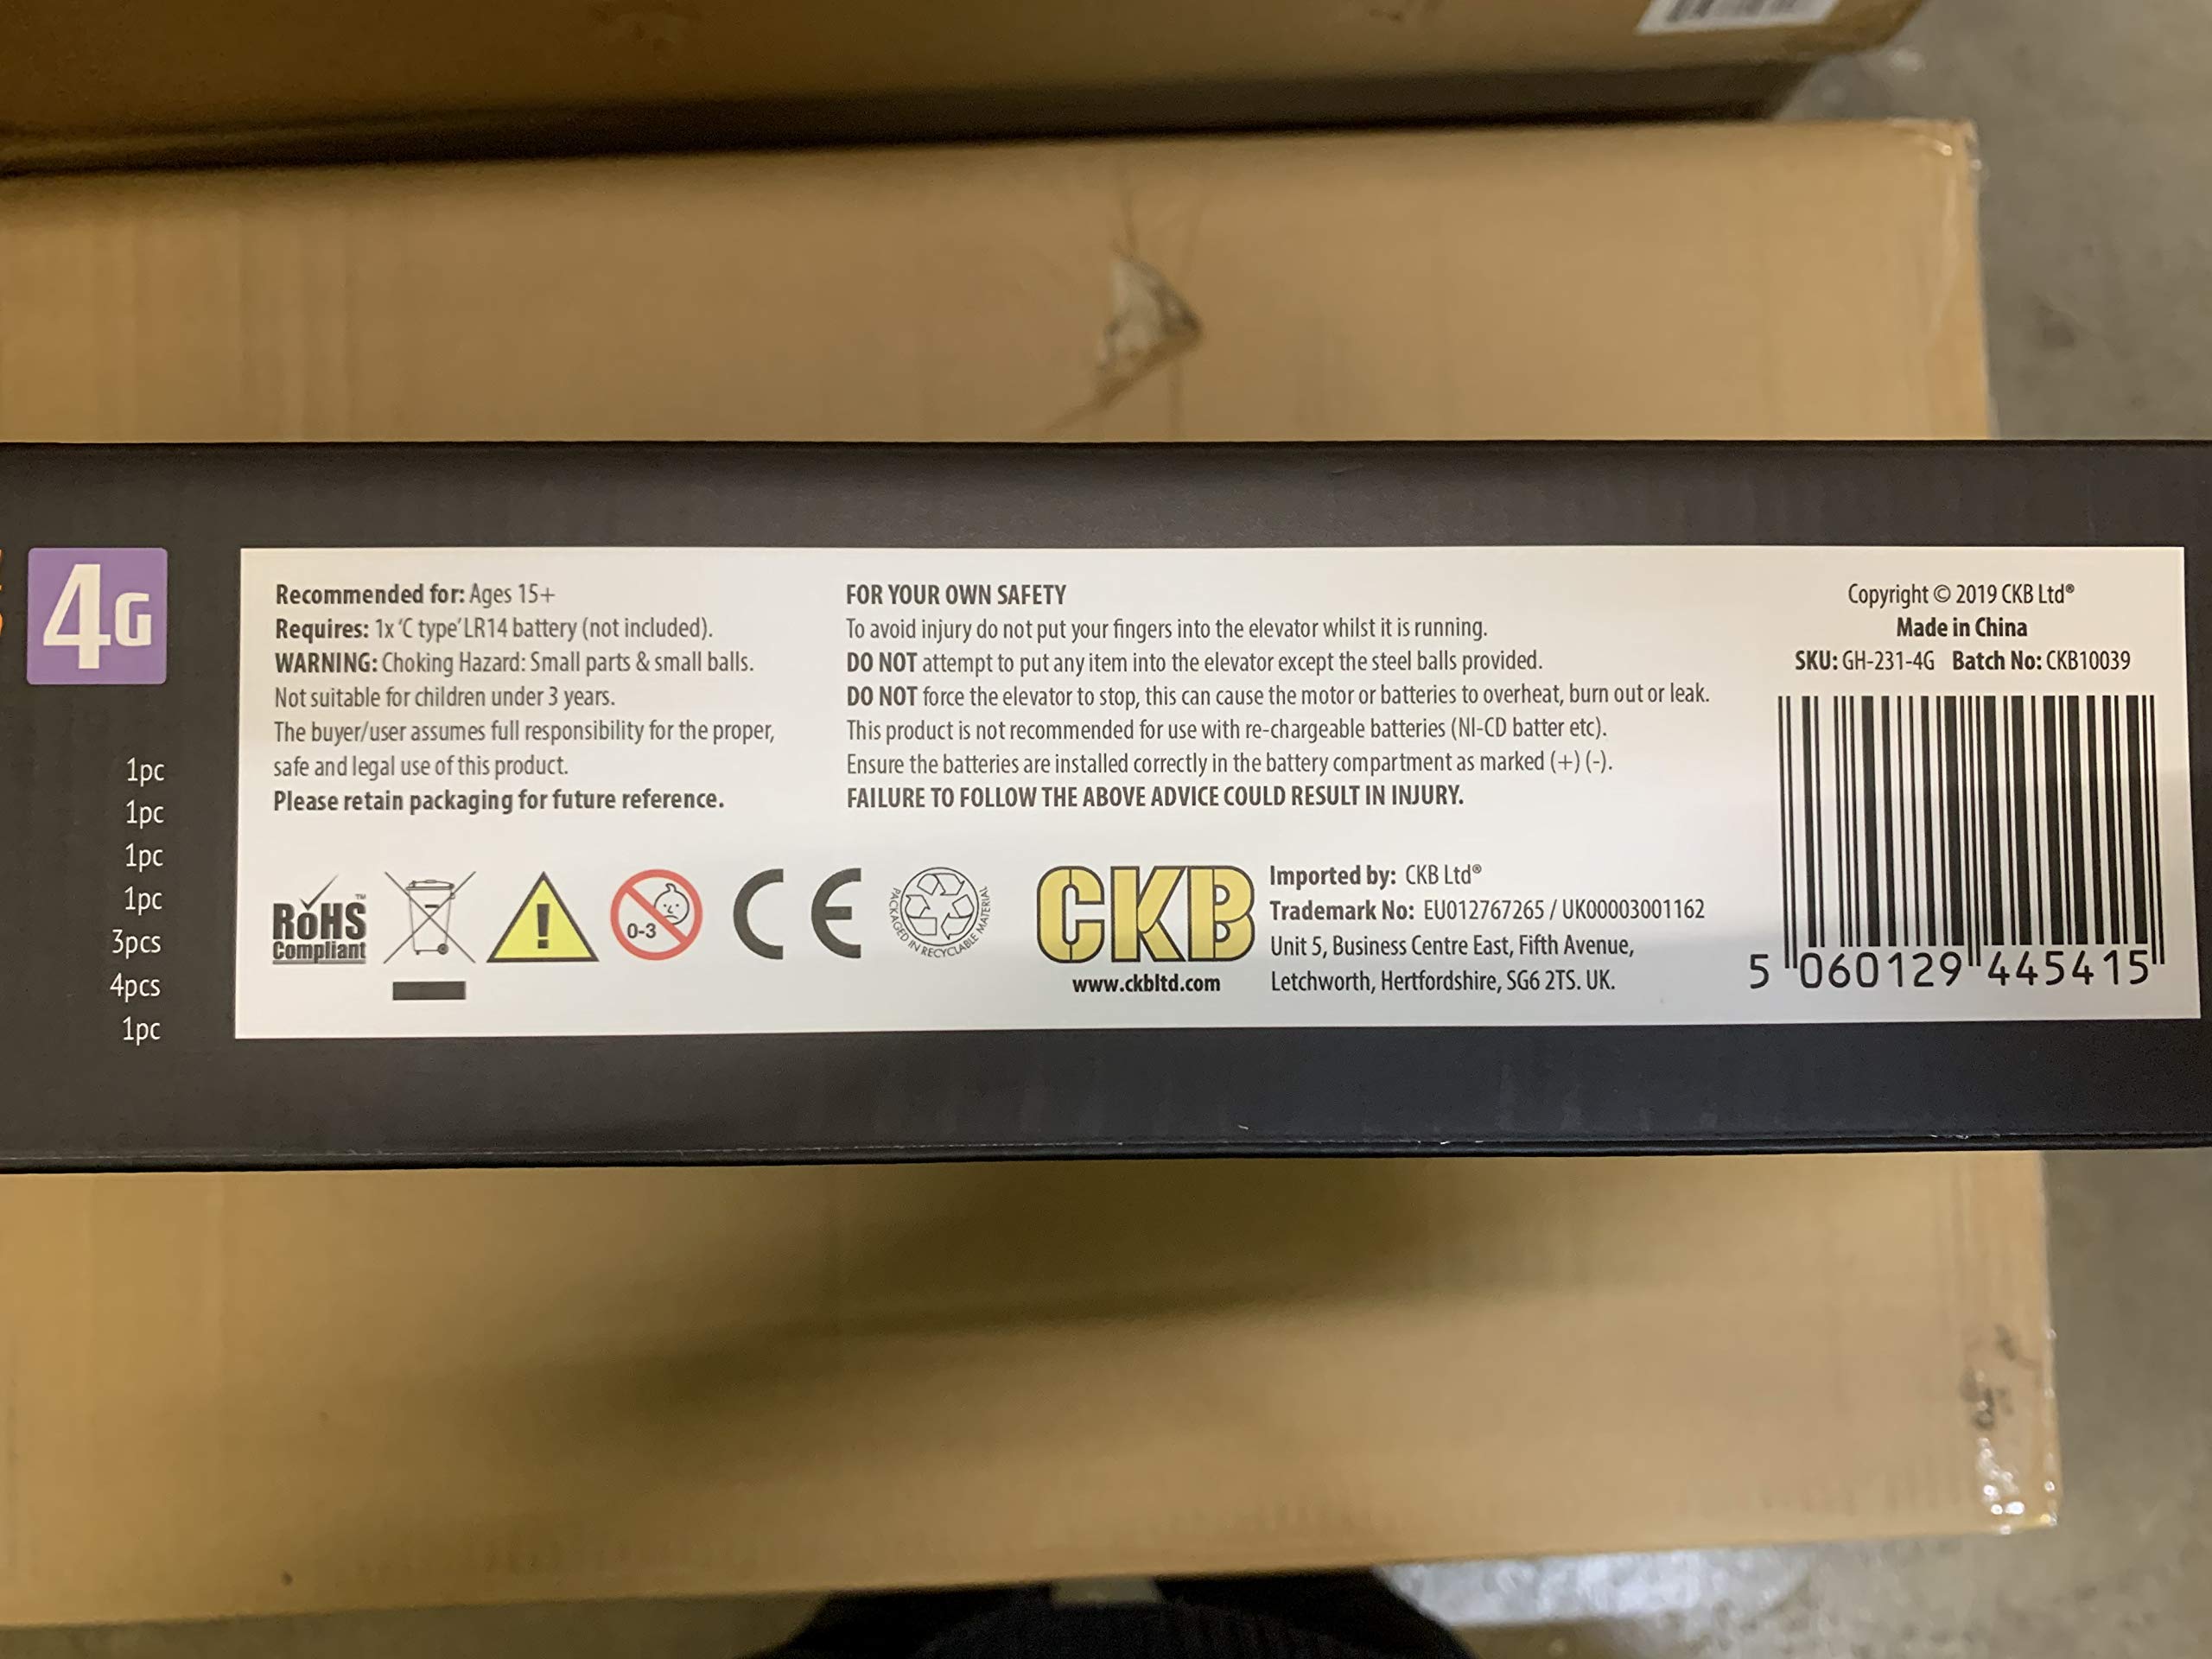 4G
1pc
1pc
1pc
1pc
3pcs
4pcs
1pc
Recommended for: Ages 15+
Requires: 1x 'C type' LR14 battery (not included).
WARNING: Choking Hazard: Small parts & small balls.
Not suitable for children under 3 years.
The buyer/user assumes full responsibility for the proper,
safe and legal use of this product.
Please retain packaging for future reference.
FOR YOUR OWN SAFETY
To avoid injury do not put your fingers into the elevator whilst it is running.
DO NOT attempt to put any item into the elevator except the steel balls provided.
DO NOT force the elevator to stop, this can cause the motor or batteries to overheat, burn out or leak.
This product is not recommended for use with re-chargeable batteries (NI-CD batter etc).
Ensure the batteries are installed correctly in the battery compartment as marked (+) (-).
FAILURE TO FOLLOW THE ABOVE ADVICE COULD RESULT IN INJURY.
Copyright © 2019 CKB Ltd®
Made in China
SKU: GH-231-4G Batch No: CKB10039
5 060129 445415
RoHS™
Compliant
!
0-3
CE
PACKAGED IN RECYCLABLE MATERIAL
CKB
www.ckbltd.com
Imported by: CKB Ltd®
Trademark No: EU012767265 / UK00003001162
Unit 5, Business Centre East, Fifth Avenue,
Letchworth, Hertfordshire, SG6 2TS. UK.